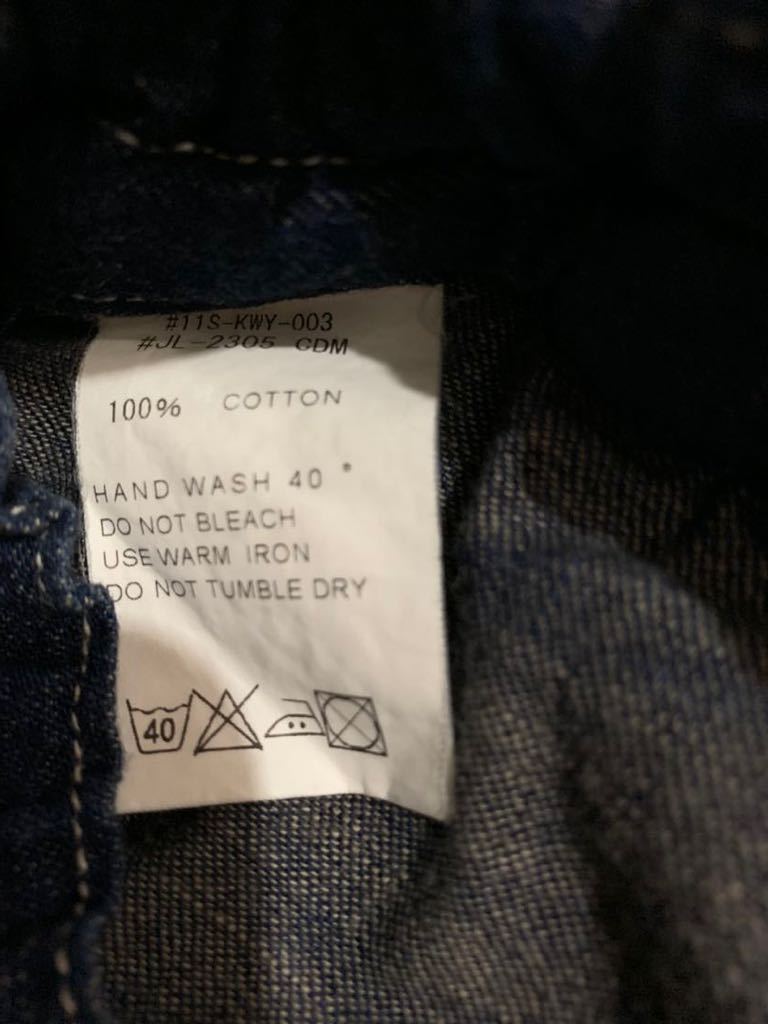 #11S-KWY-003
#JL-2305 CDM
100% COTTON
HAND WASH 40 °
DO NOT BLEACH
USE WARM IRON
DO NOT TUMBLE DRY
40